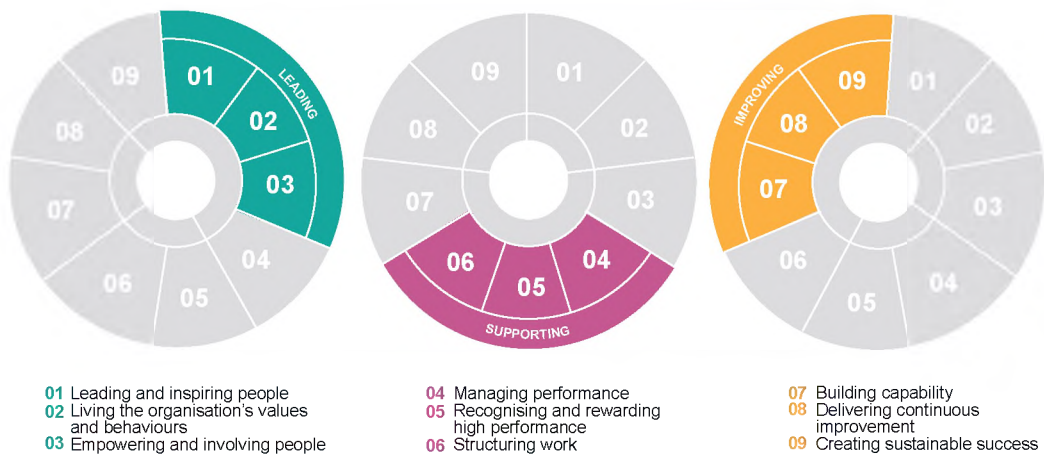 09
01
02
03
04
05
06
07
08
LEADING
09
01
02
03
04
05
06
07
08
SUPPORTING
09
01
02
03
04
05
06
07
08
IMPROVING
01 Leading and inspiring people
02 Living the organisation's values
and behaviours
03 Empowering and involving people
04 Managing performance
05 Recognising and rewarding
high performance
06 Structuring work
07 Building capability
08 Delivering continuous
improvement
09 Creating sustainable success